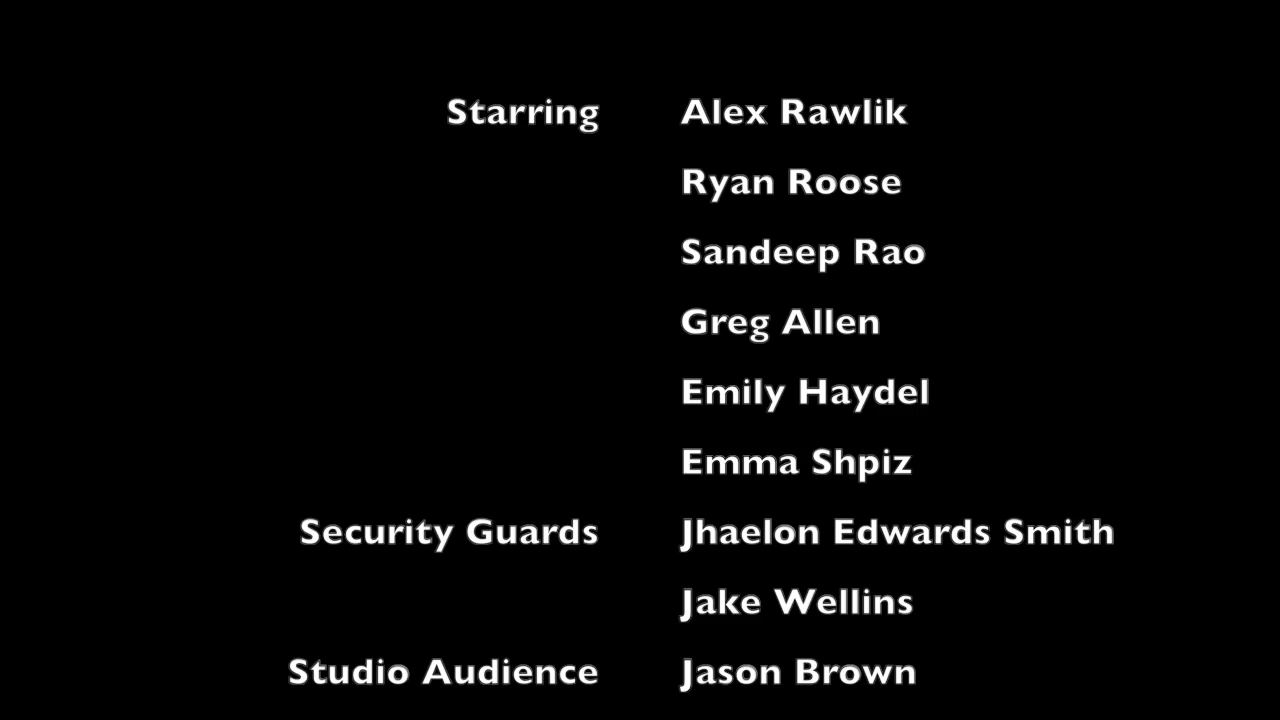 Starring Alex Rawlik
Ryan Roose
Sandeep Rao
Greg Allen
Emily Haydel
Emma Shpiz
Security Guards Jhaelon Edwards Smith
Jake Wellins
Studio Audience Jason Brown